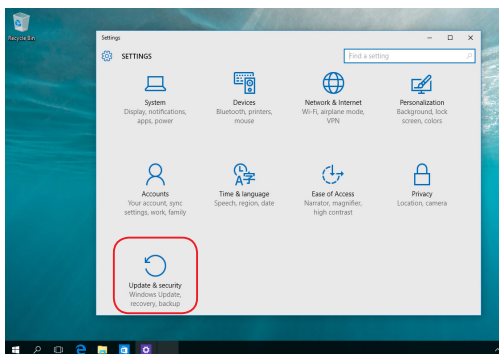 Recycle Bin
Settings
SETTINGS
Find a setting
System
Display, notifications,
apps, power
Devices
Bluetooth, printers,
mouse
Network & Internet
Wi-Fi, airplane mode,
VPN
Personalization
Background, lock
screen, colors
Accounts
Your account, sync
settings, work, family
Time & language
Speech, region, date
Ease of Access
Narrator, magnifier,
high contrast
Privacy
Location, camera
Update & security
Windows Update,
recovery, backup